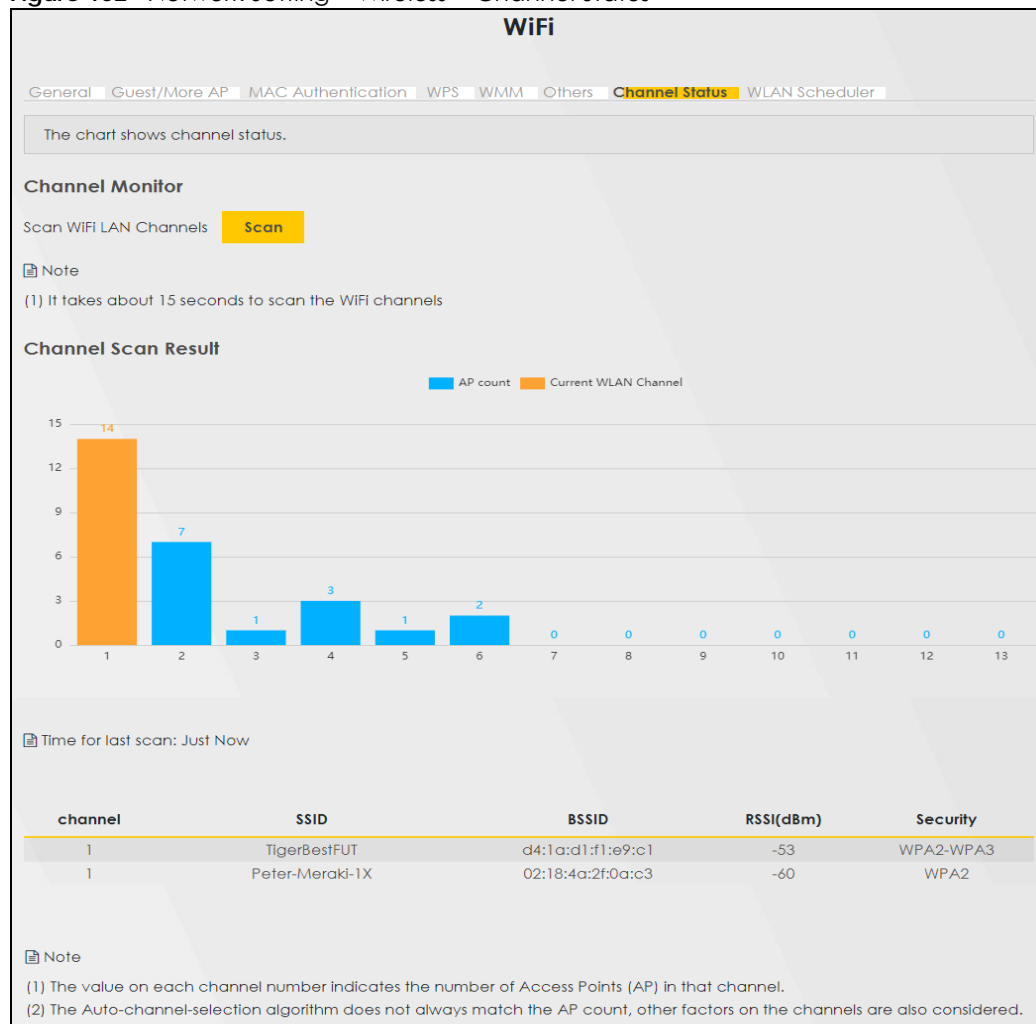 WiFi
General Guest/More AP MAC Authentication WPS WMM Others Channel Status WLAN Scheduler
The chart shows channel status.
Channel Monitor
Scan WiFi LAN Channels Scan
Note
(1) It takes about 15 seconds to scan the WiFi channels
Channel Scan Result
AP count Current WLAN Channel
15
12
9
6
3
0
14 7 1 3 1 2 0 0 0 0 0 0 0
1 2 3 4 5 6 7 8 9 10 11 12 13
Time for last scan: Just Now
channel SSID BSSID RSSI(dBm) Security
1 TigerBestFUT d4:1a:d1:f1:e9:c1 -53 WPA2-WPA3
1 Peter-Meraki-1X 02:18:4a:2f:0a:c3 -60 WPA2
Note
(1) The value on each channel number indicates the number of Access Points (AP) in that channel.
(2) The Auto-channel-selection algorithm does not always match the AP count, other factors on the channels are also considered.